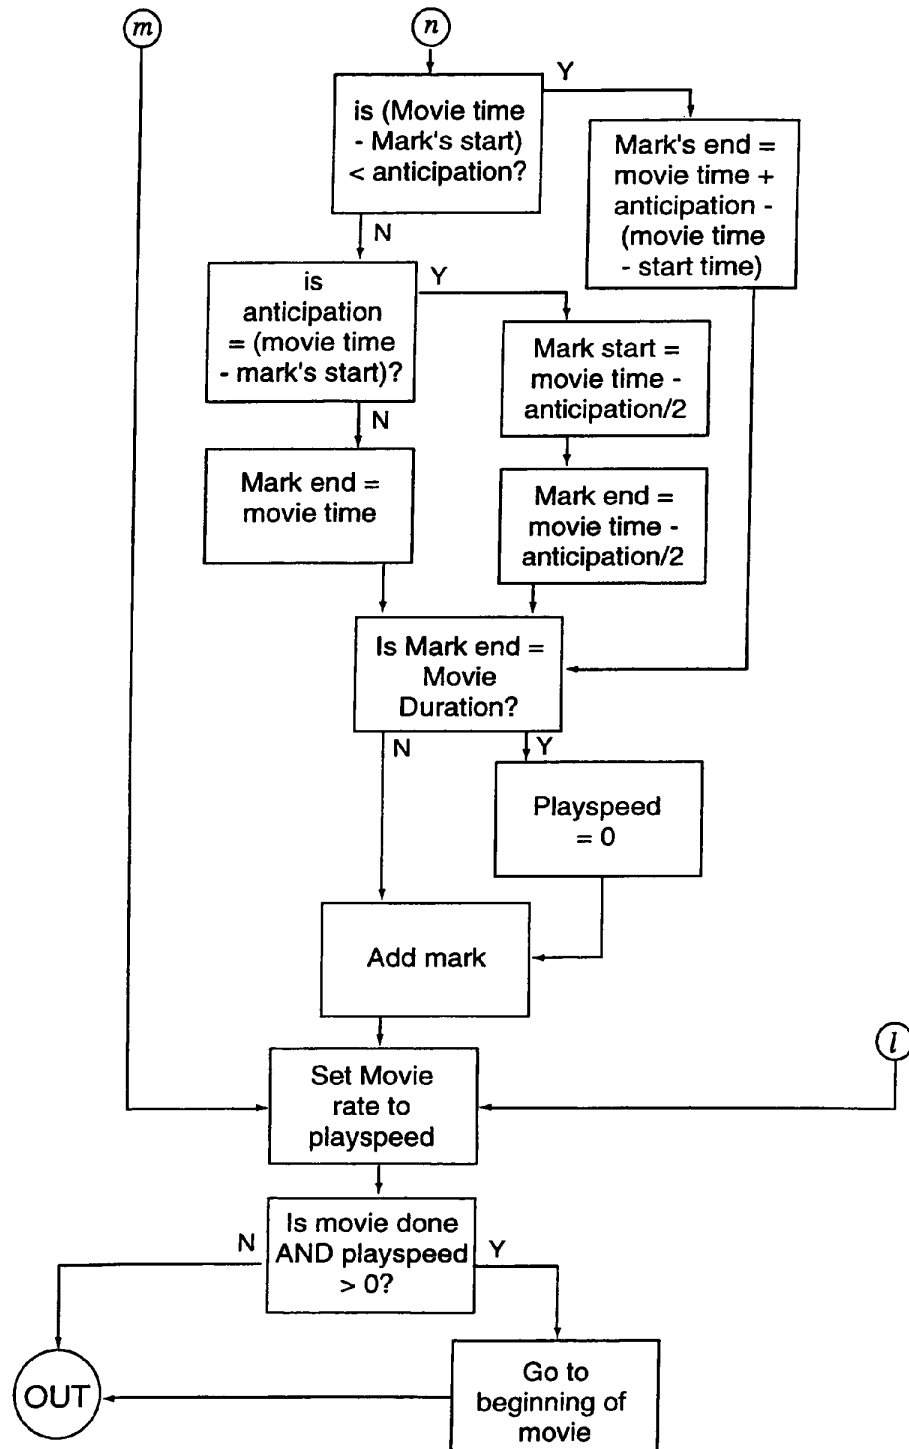 m
n
Y
is (Movie time
- Mark's start)
< anticipation?
Mark's end =
movie time +
anticipation -
(movie time
- start time)
N
Y
is
anticipation
= (movie time
- mark's start)?
Mark start =
movie time -
anticipation/2
N
Mark end =
movie time
Mark end =
movie time -
anticipation/2
Is Mark end =
Movie
Duration?
N
Y
Playspeed
= 0
Add mark
l
Set Movie
rate to
playspeed
N
Is movie done
AND playspeed
> 0?
Y
OUT
Go to
beginning of
movie